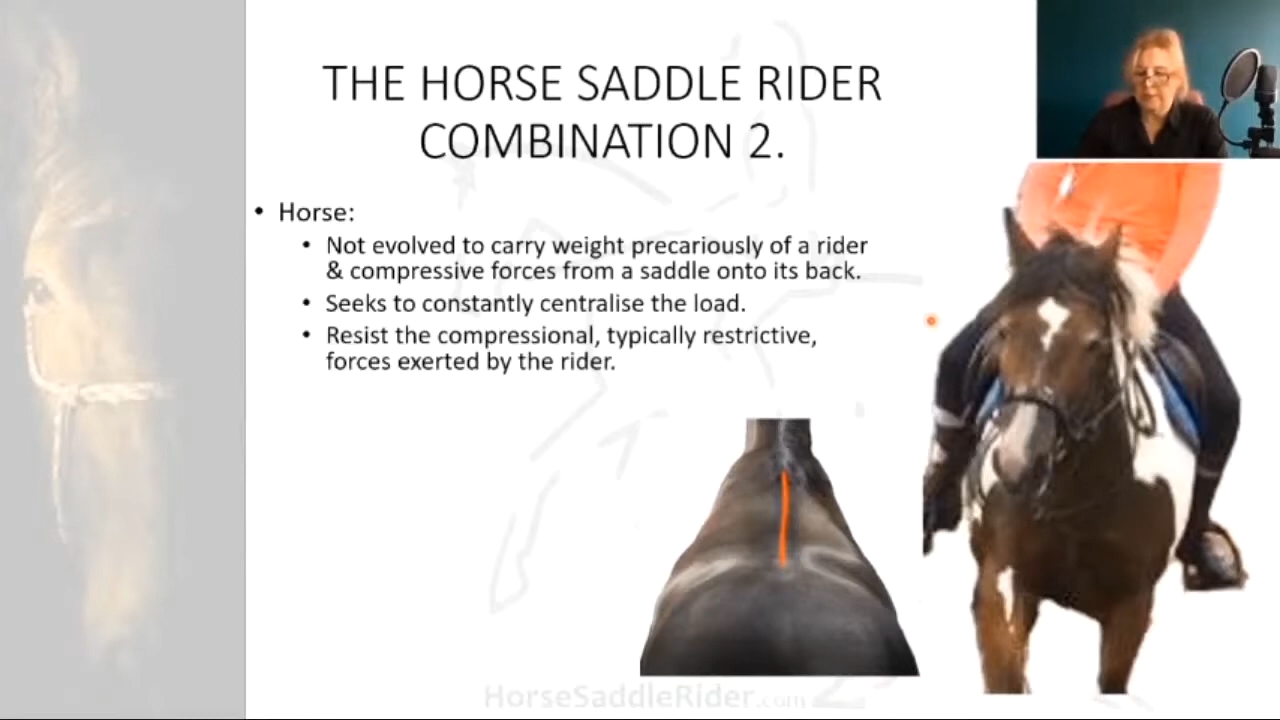 THE HORSE SADDLE RIDER
COMBINATION 2.
• Horse:
• Not evolved to carry weight precariously of a rider
& compressive forces from a saddle onto its back.
• Seeks to constantly centralise the load.
• Resist the compressional, typically restrictive,
forces exerted by the rider.
HorseSaddleRider.com